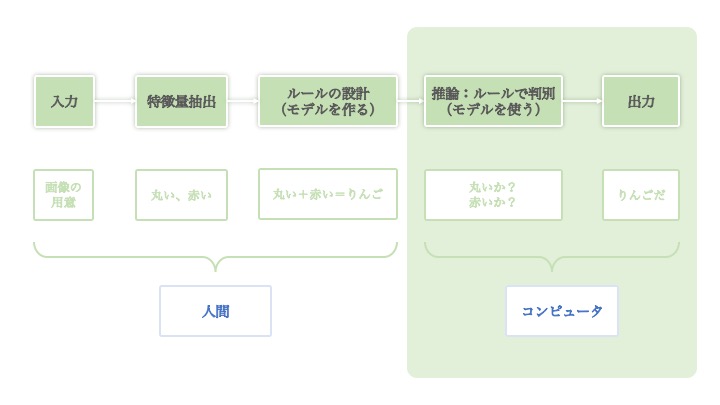 入力
特徴量抽出
ルールの設計
（モデルを作る）
推論：ルールで判別
（モデルを使う）
出力
画像の
用意
丸い、赤い
丸い＋赤い＝りんご
丸いか？
赤いか？
りんごだ
人間
コンピュータ